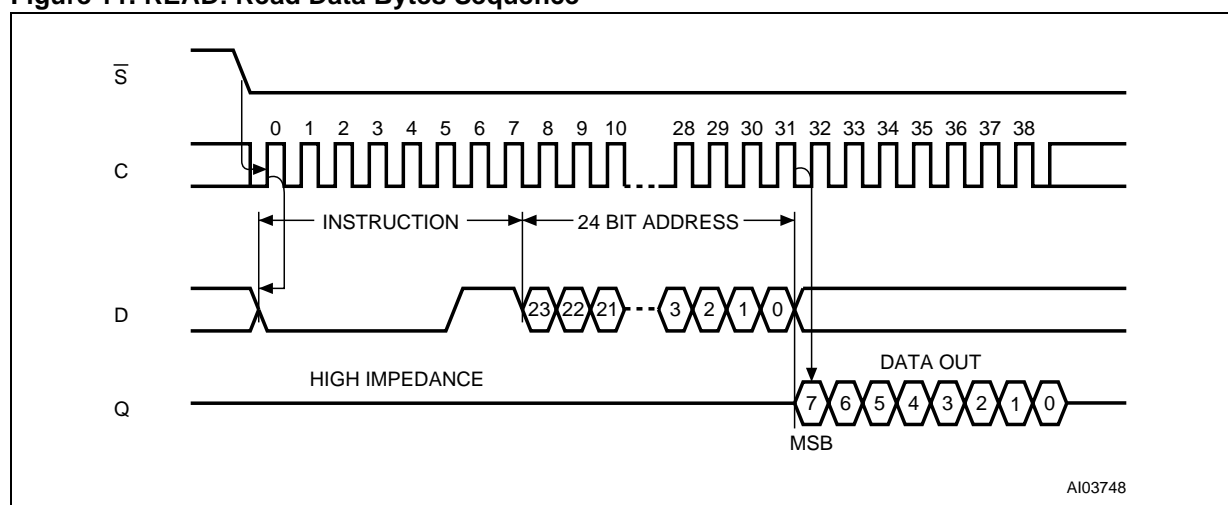 Figure 11. READ: Read Data Bytes Sequence
S
0 1 2 3 4 5 6 7 8 9 10 28 29 30 31 32 33 34 35 36 37 38
C
INSTRUCTION 24 BIT ADDRESS
D 23 22 21 3 2 1 0
DATA OUT
HIGH IMPEDANCE
Q 7 6 5 4 3 2 1 0
MSB
AI03748